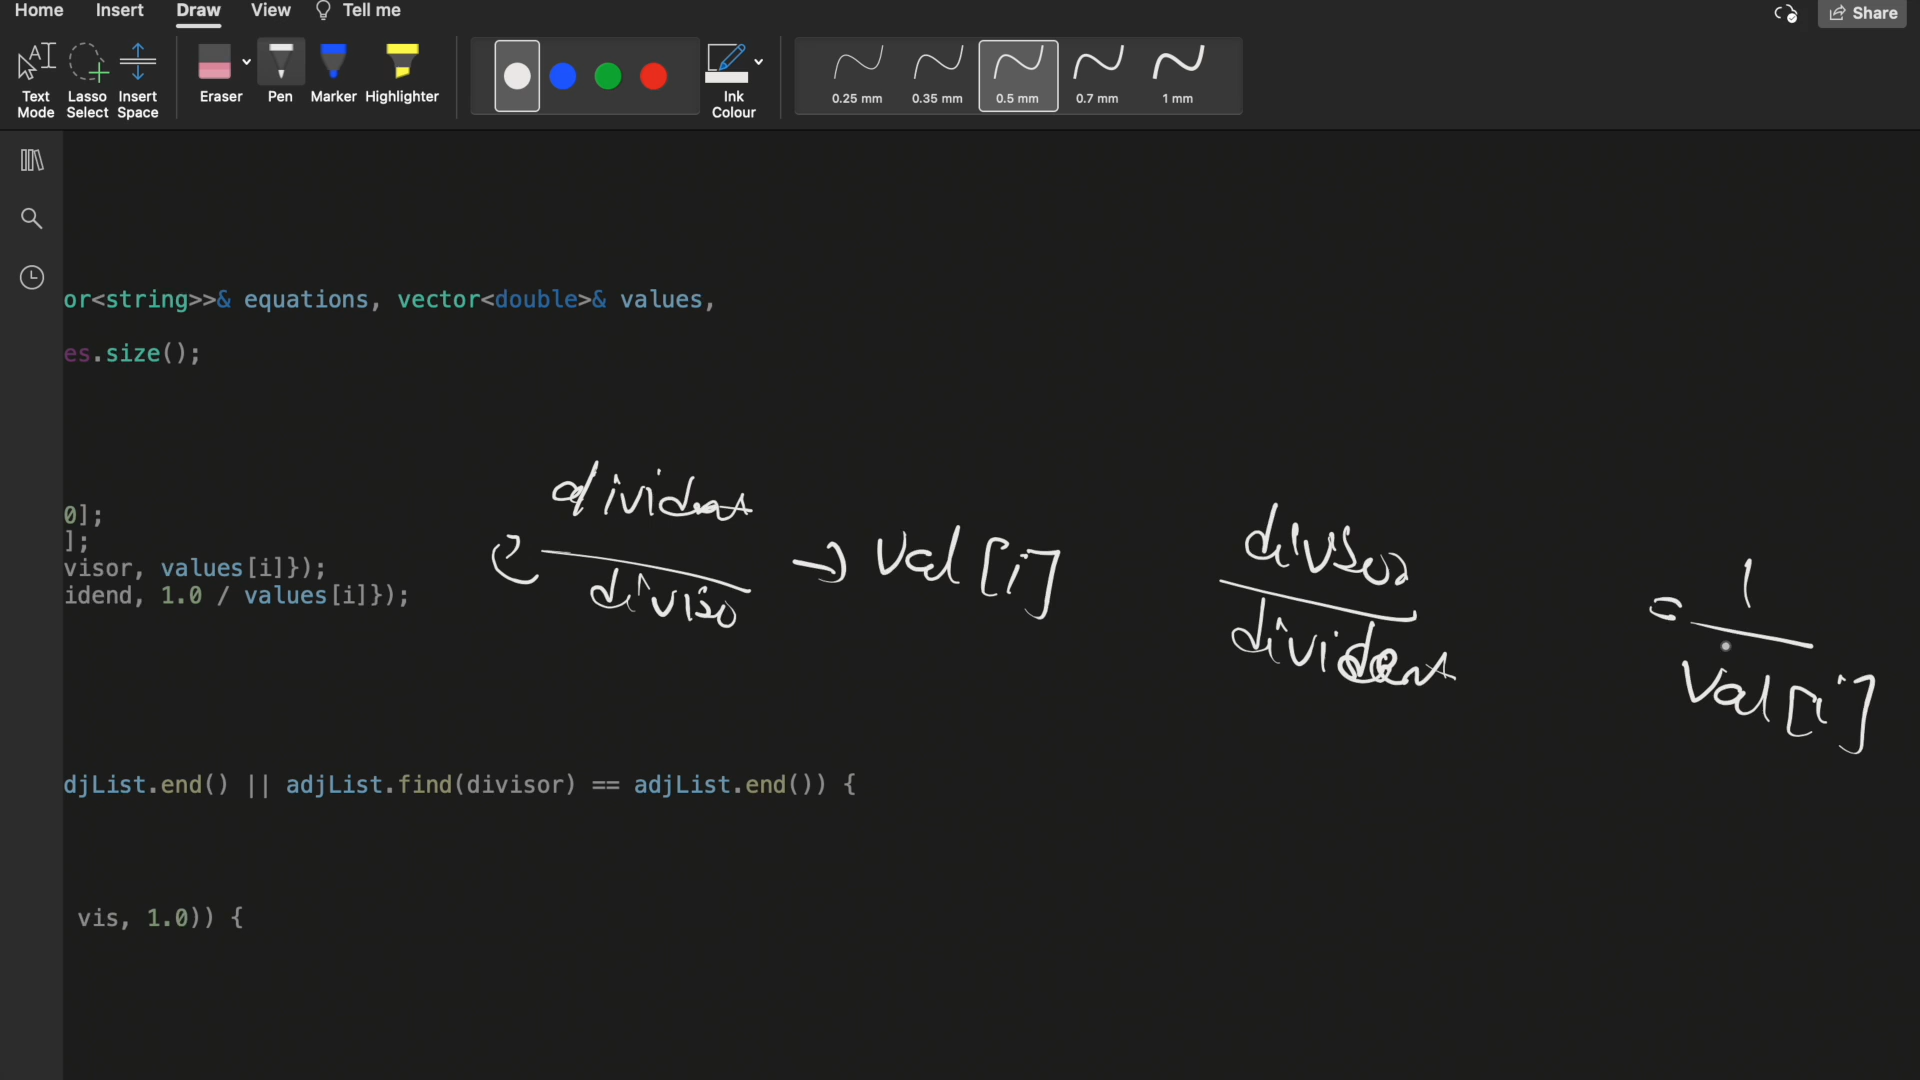 Home Insert Draw View Tell me Share
Text Mode Lasso Select Insert Space Eraser Pen Marker Highlighter Ink Colour 0.25 mm 0.35 mm 0.5 mm 0.7 mm 1 mm
or<string>>& equations, vector<double>& values,
es.size();
0];
];
visor, values[i]});
idend, 1.0 / values[i]});
divident
diviso
→ val[i]
divisor
divident
= 1
val[i]
djList.end() || adjList.find(divisor) == adjList.end()) {
vis, 1.0)) {